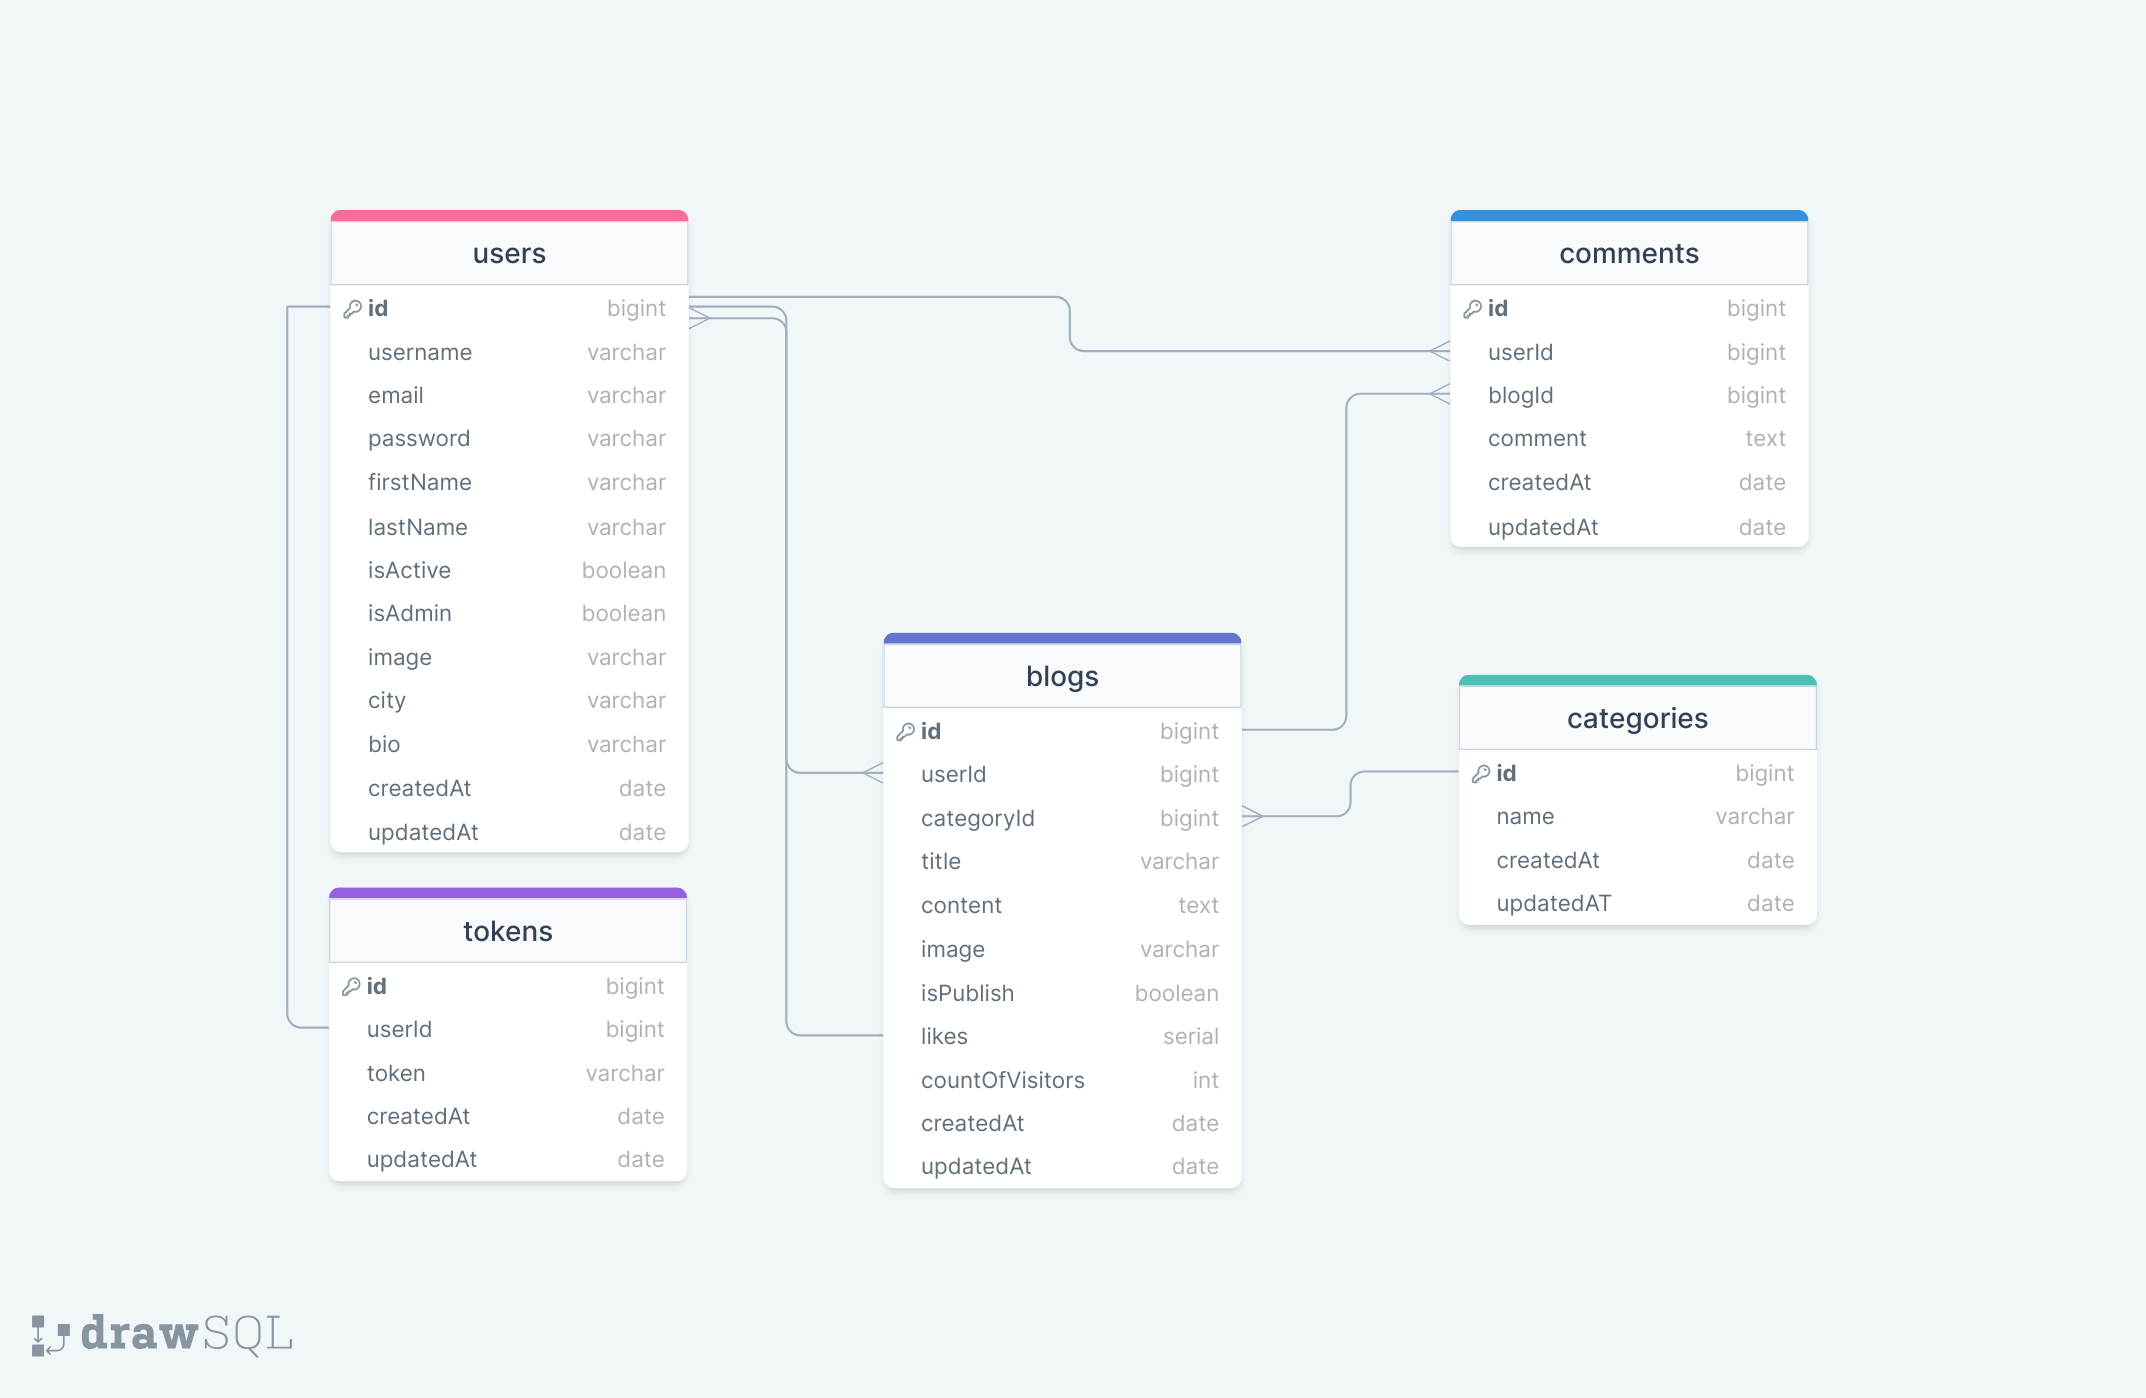 users
id bigint
username varchar
email varchar
password varchar
firstName varchar
lastName varchar
isActive boolean
isAdmin boolean
image varchar
city varchar
bio varchar
createdAt date
updatedAt date
tokens
id bigint
userId bigint
token varchar
createdAt date
updatedAt date
blogs
id bigint
userId bigint
categoryId bigint
title varchar
content text
image varchar
isPublish boolean
likes serial
countOfVisitors int
createdAt date
updatedAt date
comments
id bigint
userId bigint
blogId bigint
comment text
createdAt date
updatedAt date
categories
id bigint
name varchar
createdAt date
updatedAT date
drawSQL